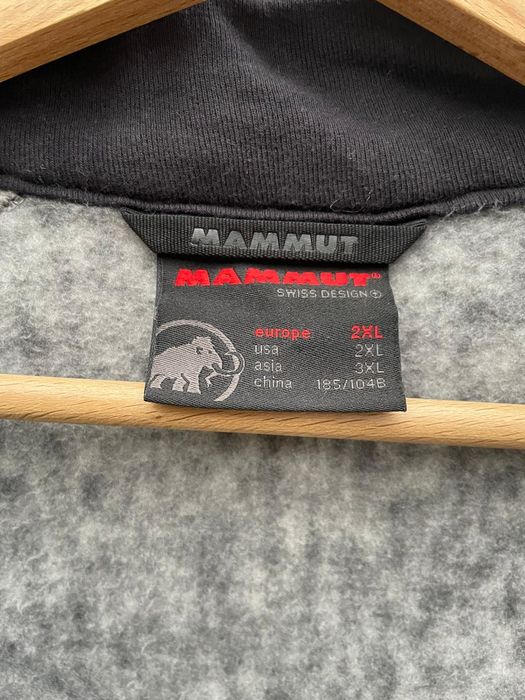 MAMMUT
MAMMUT®
SWISS DESIGN
europe 2XL
usa 2XL
asia 3XL
china 185/104B